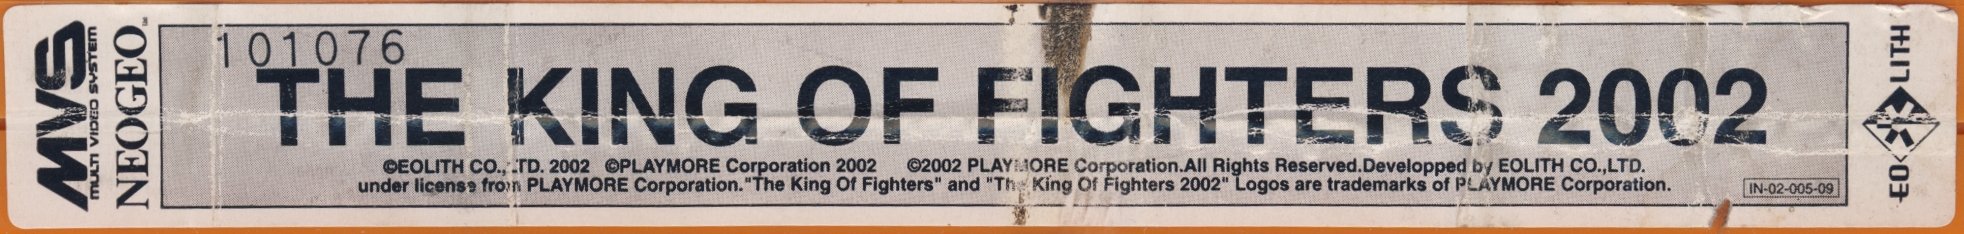 MVS
MULTI VIDEO SYSTEM
NEOGEO
101076
THE KING OF FIGHTERS 2002
©EOLITH CO.,LTD. 2002 ©PLAYMORE Corporation 2002 ©2002 PLAYMORE Corporation.All Rights Reserved.Developped by EOLITH CO.,LTD.
under license from PLAYMORE Corporation."The King Of Fighters" and "The King Of Fighters 2002" Logos are trademarks of PLAYMORE Corporation.
IN-02-005-09
EOLITH